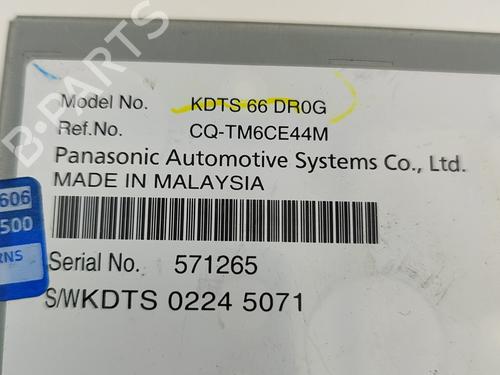 Model No. KDTS 66 DR0G
Ref.No. CQ-TM6CE44M
Panasonic Automotive Systems Co., Ltd.
MADE IN MALAYSIA
606
500
RNS
Serial No. 571265
S/WKDTS 0224 5071
B-PARTS